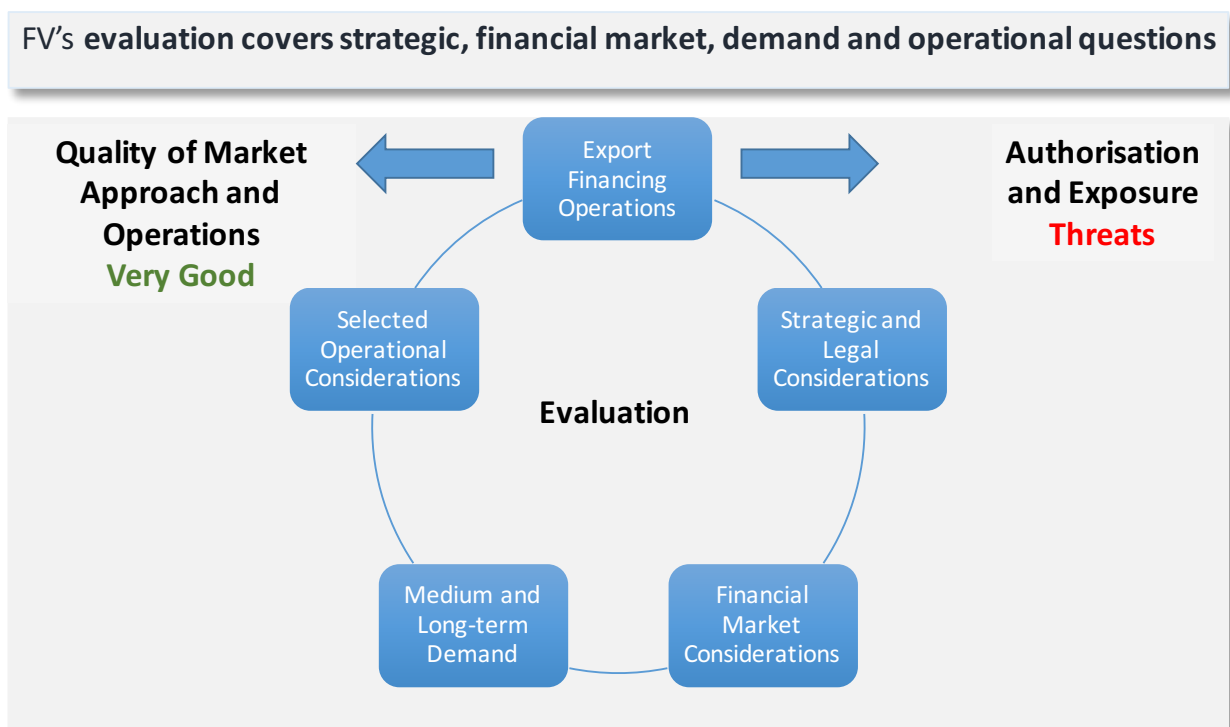 FV’s evaluation covers strategic, financial market, demand and operational questions
Quality of Market
Approach and
Operations
Very Good
Export
Financing
Operations
Authorisation
and Exposure
Threats
Selected
Operational
Considerations
Strategic and
Legal
Considerations
Evaluation
Medium and
Long-term
Demand
Financial
Market
Considerations